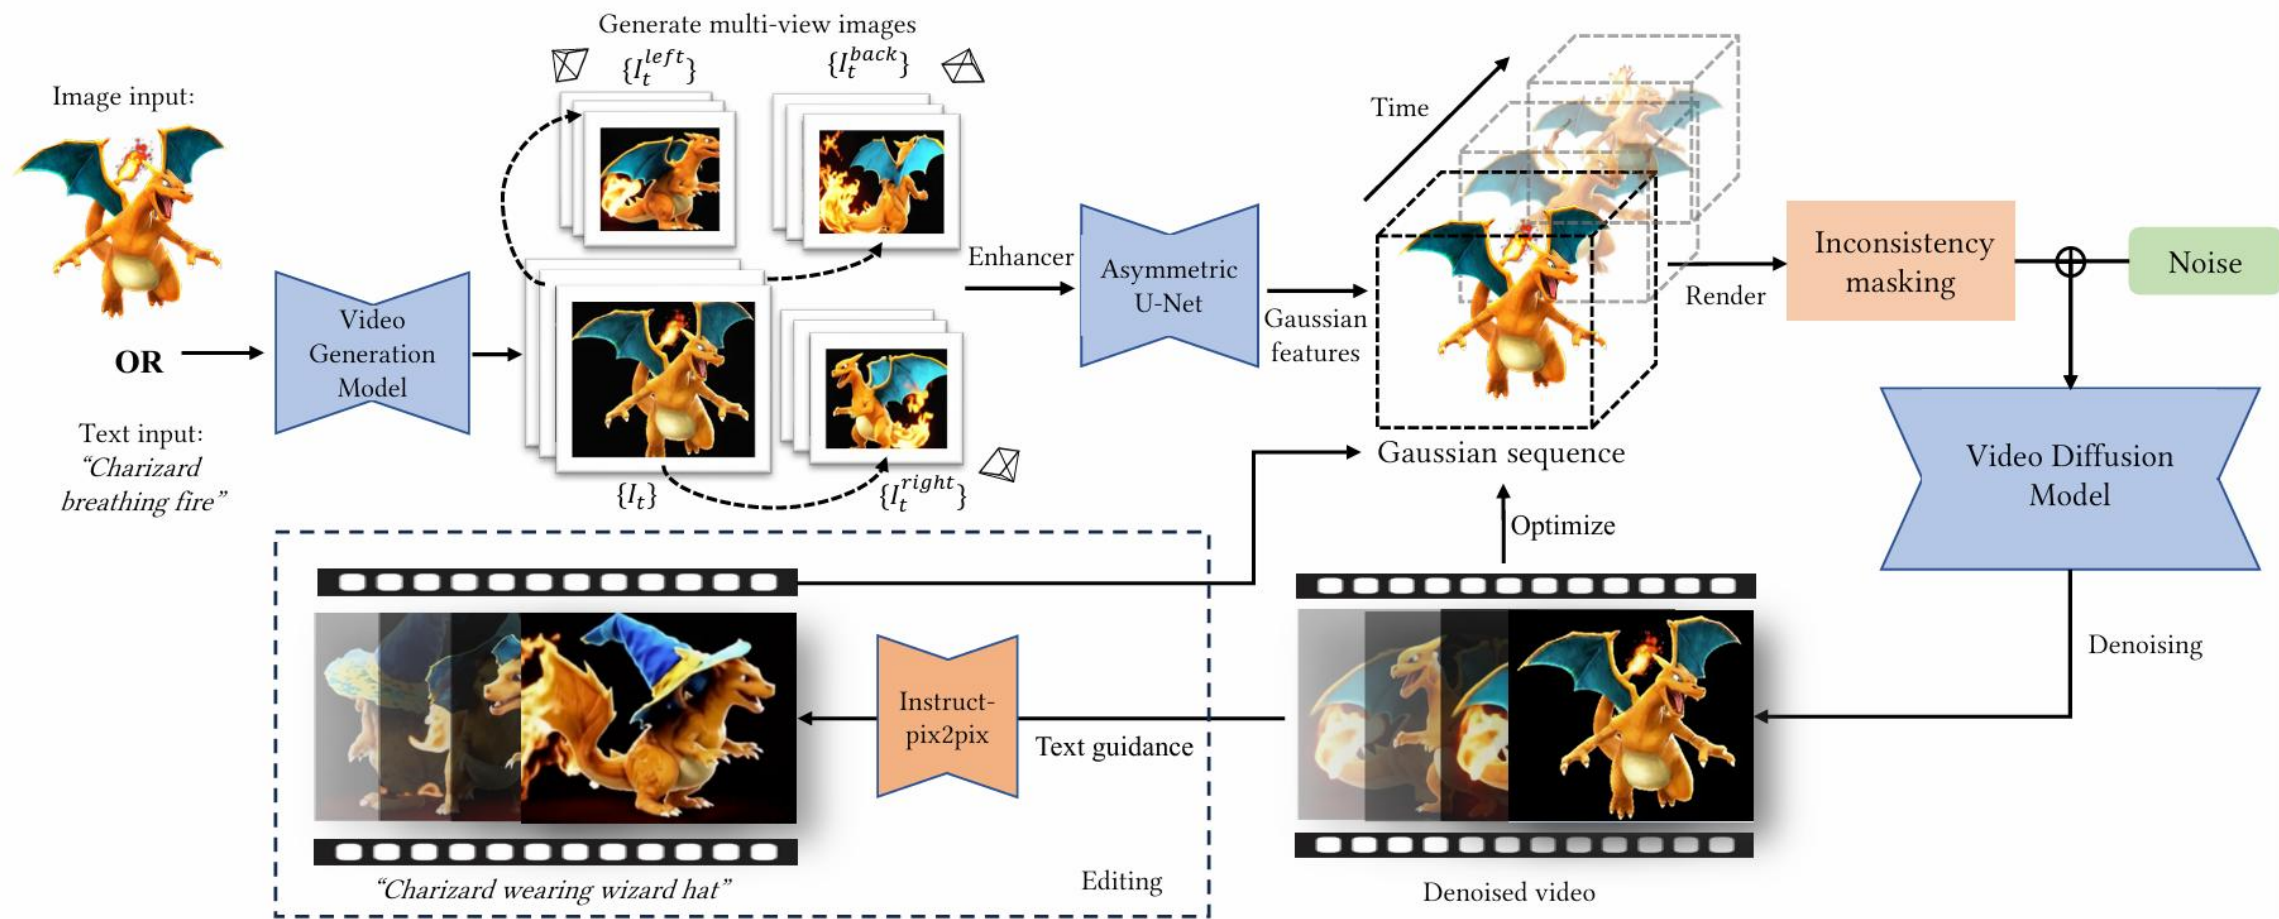 Generate multi-view images
{I_t^{left}}
{I_t^{back}}
Image input:
OR
Text input:
“Charizard
breathing fire”
Video
Generation
Model
{I_t}
{I_t^{right}}
Enhancer
Asymmetric
U-Net
Gaussian
features
Time
Gaussian sequence
Render
Inconsistency
masking
Noise
Video Diffusion
Model
Denoising
Optimize
Denoised video
Text guidance
Instruct-
pix2pix
“Charizard wearing wizard hat”
Editing